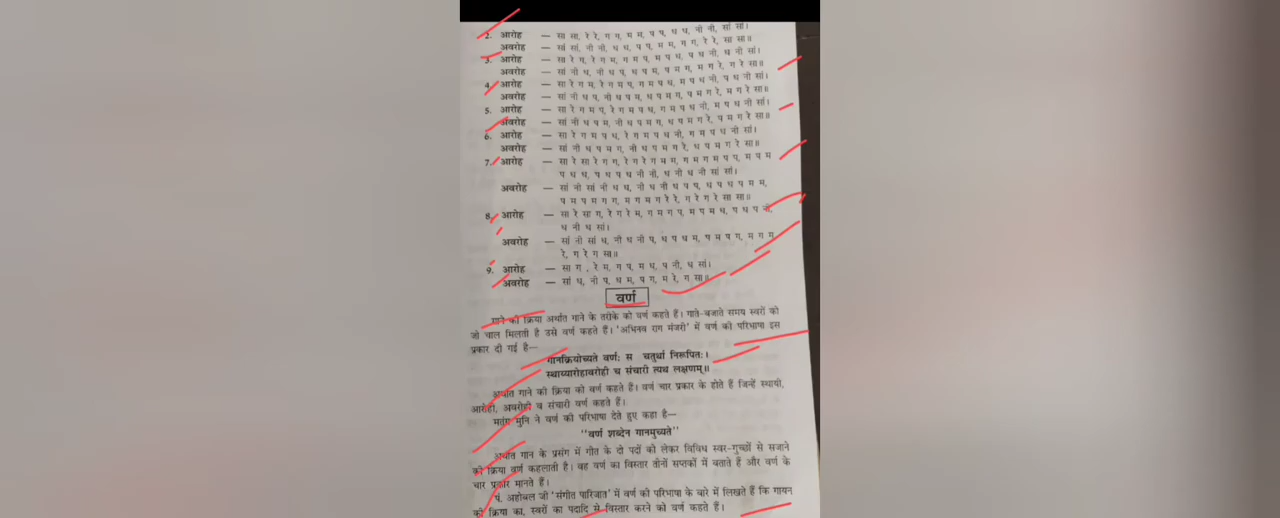 2. आरोह — सा सा, रे रे, ग ग, म म, प प, ध ध, नी नी, सां सां।
अवरोह — सां सां, नी नी, ध ध, प प, म म, ग ग, रे रे, सा सा॥
3. आरोह — सा रे ग, रे ग म, ग म प, म प ध, प ध नी, ध नी सां।
अवरोह — सां नी ध, नी ध प, ध प म, प म ग, म ग रे, ग रे सा॥
4. आरोह — सा रे ग म, रे ग म प, ग म प ध, म प ध नी, प ध नी सां।
अवरोह — सां नी ध प, नी ध प म, ध प म ग, प म ग रे, म ग रे सा॥
5. आरोह — सा रे ग म प, रे ग म प ध, ग म प ध नी, म प ध नी सां।
अवरोह — सां नी ध प म, नी ध प म ग, ध प म ग रे, प म ग रे सा॥
6. आरोह — सा रे ग म प ध, रे ग म प ध नी, ग म प ध नी सां।
अवरोह — सां नी ध प म ग, नी ध प म ग रे, ध प म ग रे सा॥
7. आरोह — सा रे सा रे ग ग, रे ग रे ग म म, ग म ग म प प, म प म
प ध ध, प ध प ध नी नी, ध नी ध नी सां सां।
अवरोह — सां नी सां नी ध ध, नी ध नी ध प प, ध प ध प म म,
प म प म ग ग, म ग म ग रे रे, ग रे ग रे सा सा॥
8. आरोह — सा रे सा ग, रे ग रे म, ग म ग प, म प म ध, प ध प नी,
ध नी ध सां।
अवरोह — सां नी सां ध, नी ध नी प, ध प ध म, प म प ग, म ग म
रे, ग रे ग सा॥
9. आरोह — सा ग, रे म, ग प, म ध, प नी, ध सां।
अवरोह — सां ध, नी प, ध म, प ग, म रे, ग सा॥
वर्ण
गाने की क्रिया अर्थात गाने के तरीके को वर्ण कहते हैं। गाते-बजाते समय स्वरों को
जो चाल मिलती है उसे वर्ण कहते हैं। 'अभिनव राग मंजरी' में वर्ण की परिभाषा इस
प्रकार दी गई है—
गानक्रियोच्यते वर्णः स चतुर्धा निरूपितः।
स्थाय्यारोहावरोही च संचारी त्यथ लक्षणम्॥
अर्थात गाने की क्रिया को वर्ण कहते हैं। वर्ण चार प्रकार के होते हैं जिन्हें स्थायी,
आरोही, अवरोही व संचारी वर्ण कहते हैं।
मतंग मुनि ने वर्ण की परिभाषा देते हुए कहा है—
"वर्ण शब्देन गानमुच्यते"
अर्थात गान के प्रसंग में गीत के दो पदों को लेकर विविध स्वर-गुच्छों से सजाने
की क्रिया वर्ण कहलाती है। वह वर्ण का विस्तार तीनों सप्तकों में बताते हैं और वर्ण के
चार प्रकार मानते हैं।
पं. अहोबल जी 'संगीत पारिजात' में वर्ण की परिभाषा के बारे में लिखते हैं कि गायन
की क्रिया का, स्वरों का पदादि से विस्तार करने को वर्ण कहते हैं।